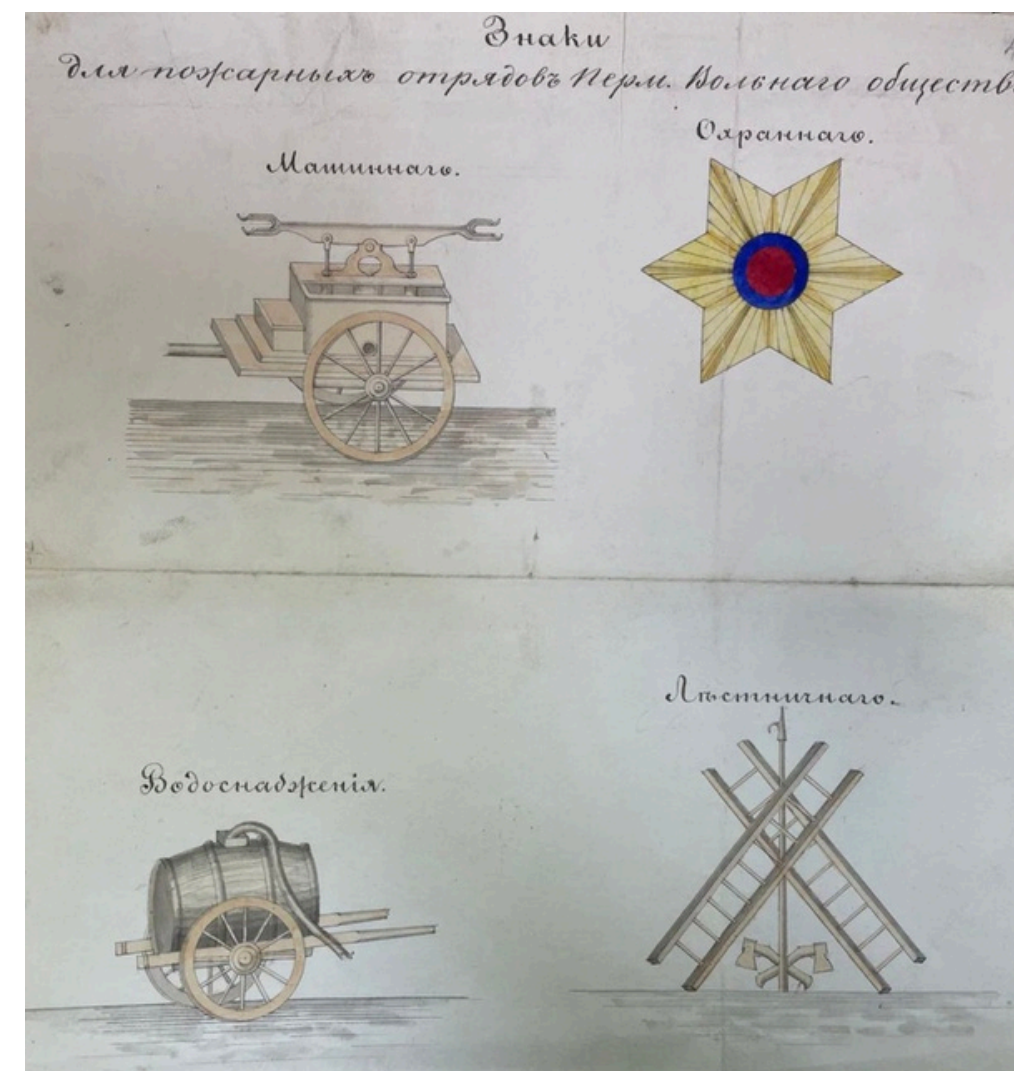 Знаки
для пожарныхъ отрядовъ Перм. Вольнаго обществ
Охраннаго.
Машиннаго.
Лѣстничнаго.
Водоснабженія.